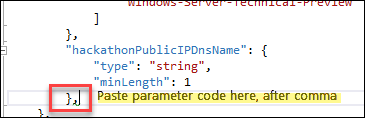 "Windows-Server-Technical-Preview
]
},
"hackathonPublicIPDnsName": {
"type": "string",
"minLength": 1
}, Paste parameter code here, after comma
},